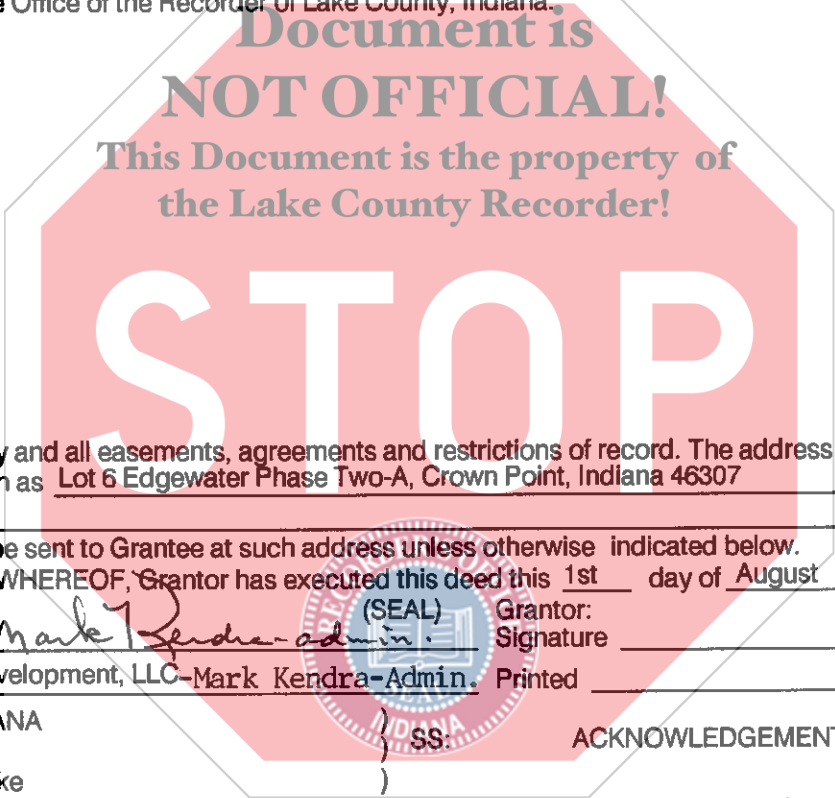 e Office of the Recorder of Lake County, Indiana.
Document is
NOT OFFICIAL!
This Document is the property of
the Lake County Recorder!
STOP
y and all easements, agreements and restrictions of record. The address
n as Lot 6 Edgewater Phase Two-A, Crown Point, Indiana 46307
be sent to Grantee at such address unless otherwise indicated below.
WHEREOF, Grantor has executed this deed this 1st day of August
(SEAL) Grantor:
Mark Kendra-admin. Signature
velopment, LLC-Mark Kendra-Admin. Printed
ANA ) SS: ACKNOWLEDGEMENT
ke )
SEAL
INDIANA